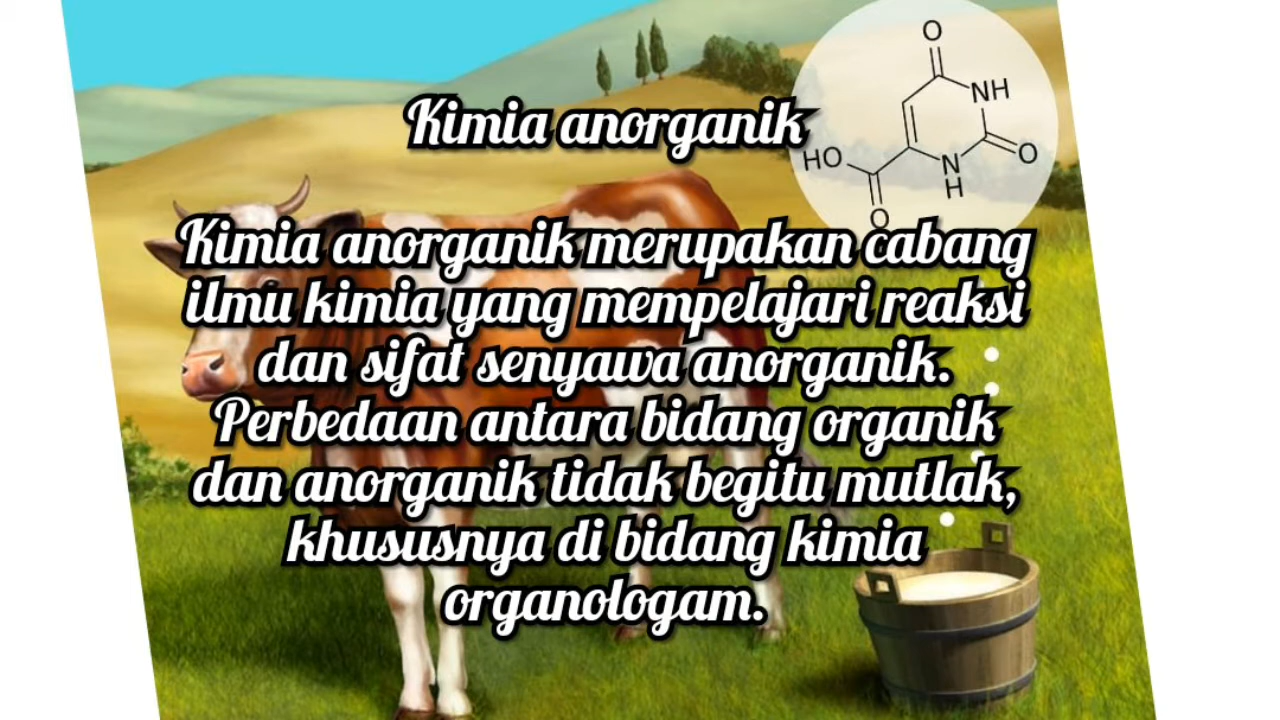 Kimia anorganik
Kimia anorganik merupakan cabang
ilmu kimia yang mempelajari reaksi
dan sifat senyawa anorganik.
Perbedaan antara bidang organik
dan anorganik tidak begitu mutlak,
khususnya di bidang kimia
organologam.
O
NH
HO
N
H
O
O